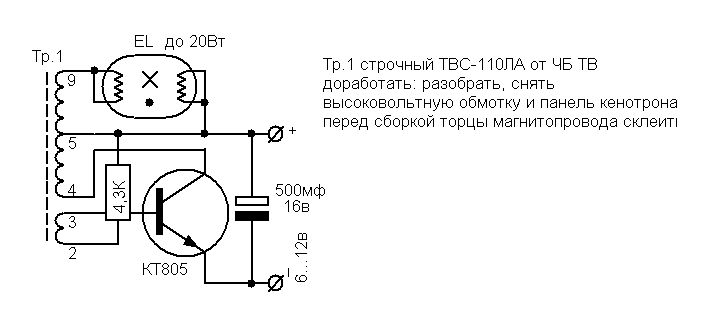 EL до 20Вт
Тр.1
Тр.1 строчный ТВС-110ЛА от ЧБ ТВ
доработать: разобрать, снять
высоковольтную обмотку и панель кенотрона
перед сборкой торцы магнитопровода склеити
9
5
+
4
4,3К
500мф
16в
3
2
КТ805
6...12в
−